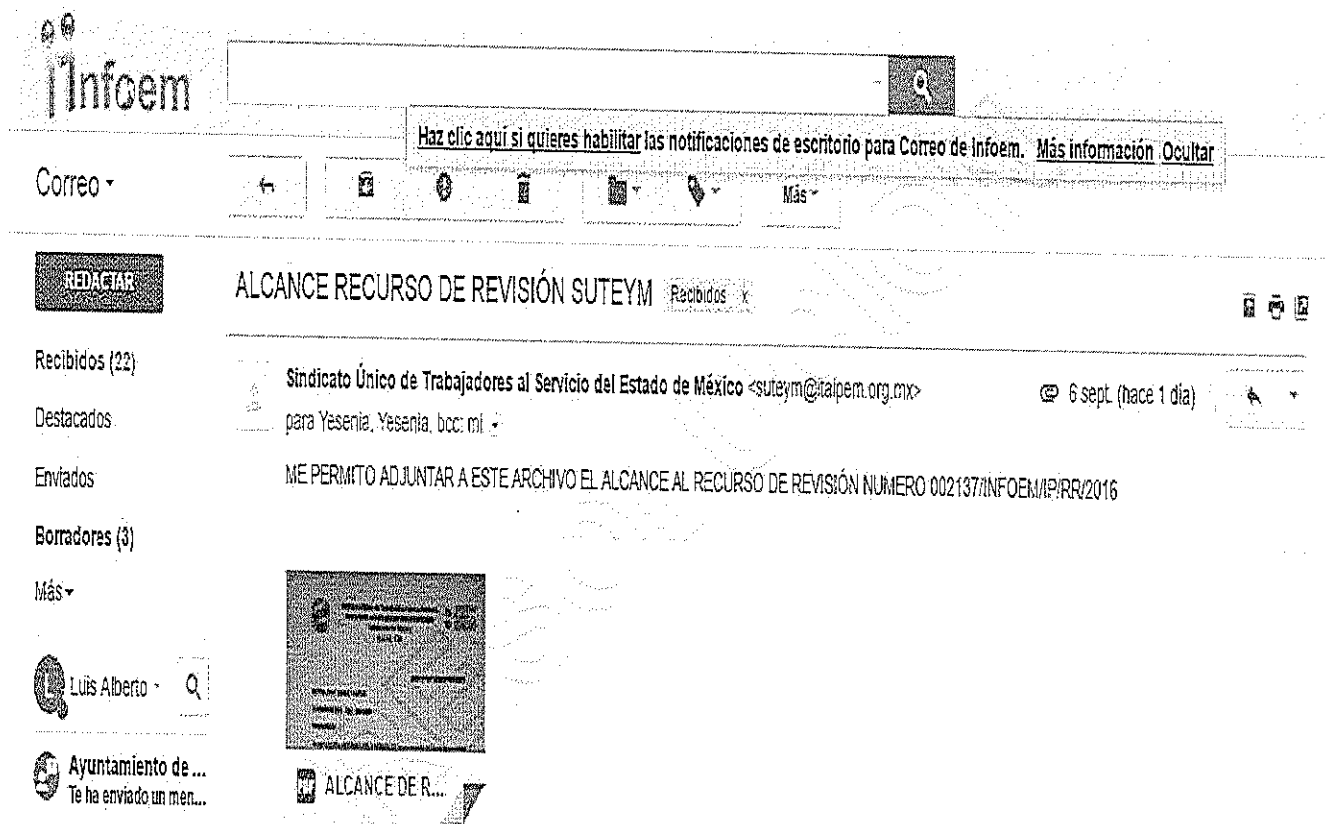 Infoem
Haz clic aquí si quieres habilitar las notificaciones de escritorio para Correo de Infoem. Más información Ocultar
Correo
Más
REDACTAR
ALCANCE RECURSO DE REVISIÓN SUTEYM Recibidos x
Recibidos (22)
Sindicato Único de Trabajadores al Servicio del Estado de México <suteym@itaipem.org.mx> 6 sept. (hace 1 día)
Destacados
para Yesenia, Yesenia, bcc: mí
Enviados
ME PERMITO ADJUNTAR A ESTE ARCHIVO EL ALCANCE AL RECURSO DE REVISIÓN NUMERO 002137/INFOEM/IP/RR/2016
Borradores (3)
Más
Luis Alberto
Ayuntamiento de ...
Te ha enviado un men...
ALCANCE DE R...